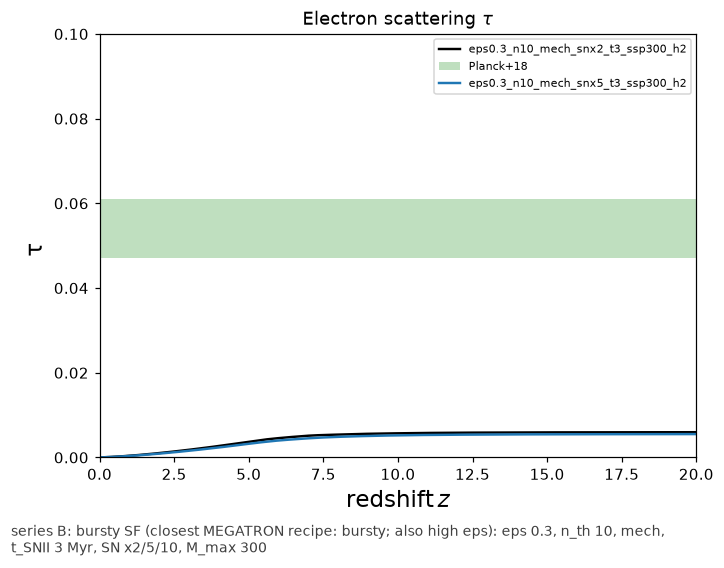 Electron scattering τ
0.10
0.08
0.06
0.04
0.02
0.00
τ
eps0.3_n10_mech_snx2_t3_ssp300_h2
Planck+18
eps0.3_n10_mech_snx5_t3_ssp300_h2
0.0 2.5 5.0 7.5 10.0 12.5 15.0 17.5 20.0
redshift z
series B: bursty SF (closest MEGATRON recipe: bursty; also high eps): eps 0.3, n_th 10, mech,
t_SNII 3 Myr, SN x2/5/10, M_max 300